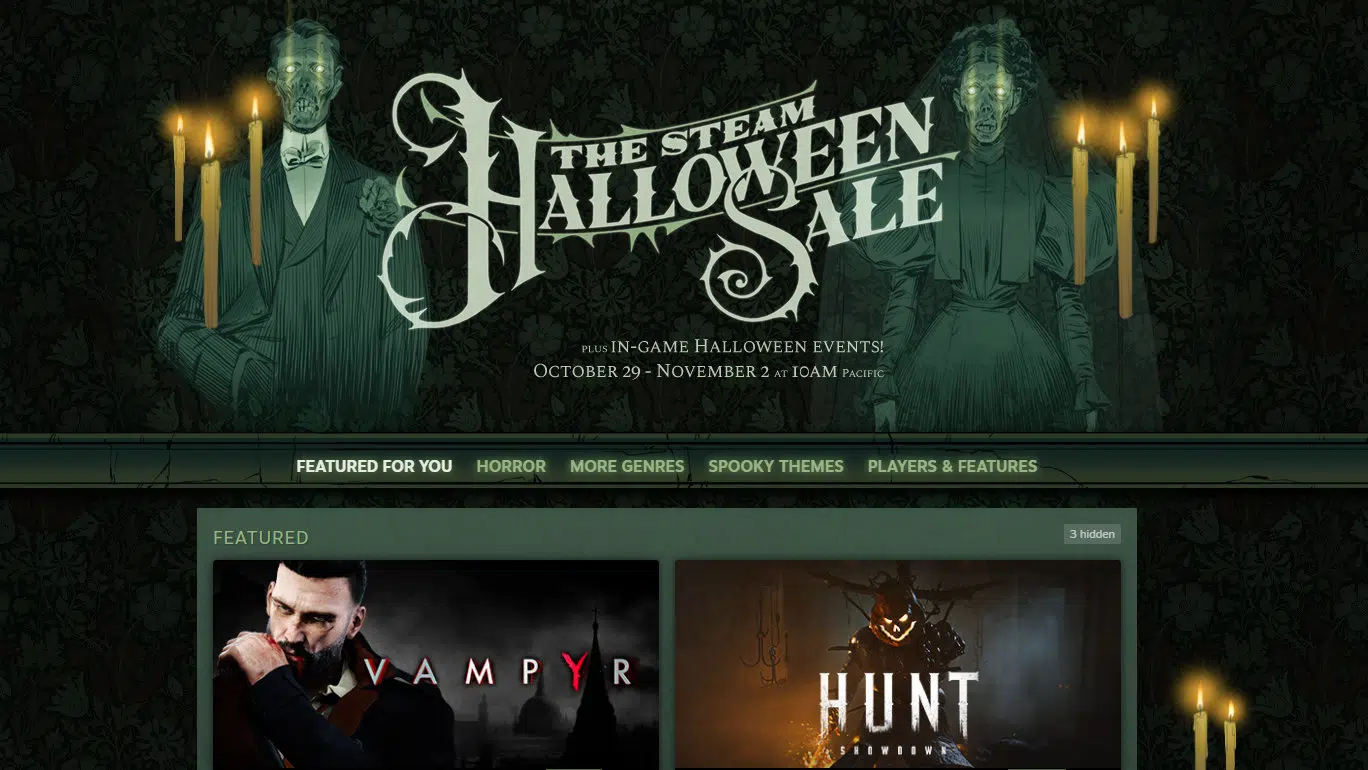 THE STEAM
HALLOWEEN
SALE
PLUS IN-GAME HALLOWEEN EVENTS!
OCTOBER 29 - NOVEMBER 2 AT 10AM PACIFIC
FEATURED FOR YOU HORROR MORE GENRES SPOOKY THEMES PLAYERS & FEATURES
FEATURED 3 hidden
VAMPYR
HUNT
SHOWDOWN